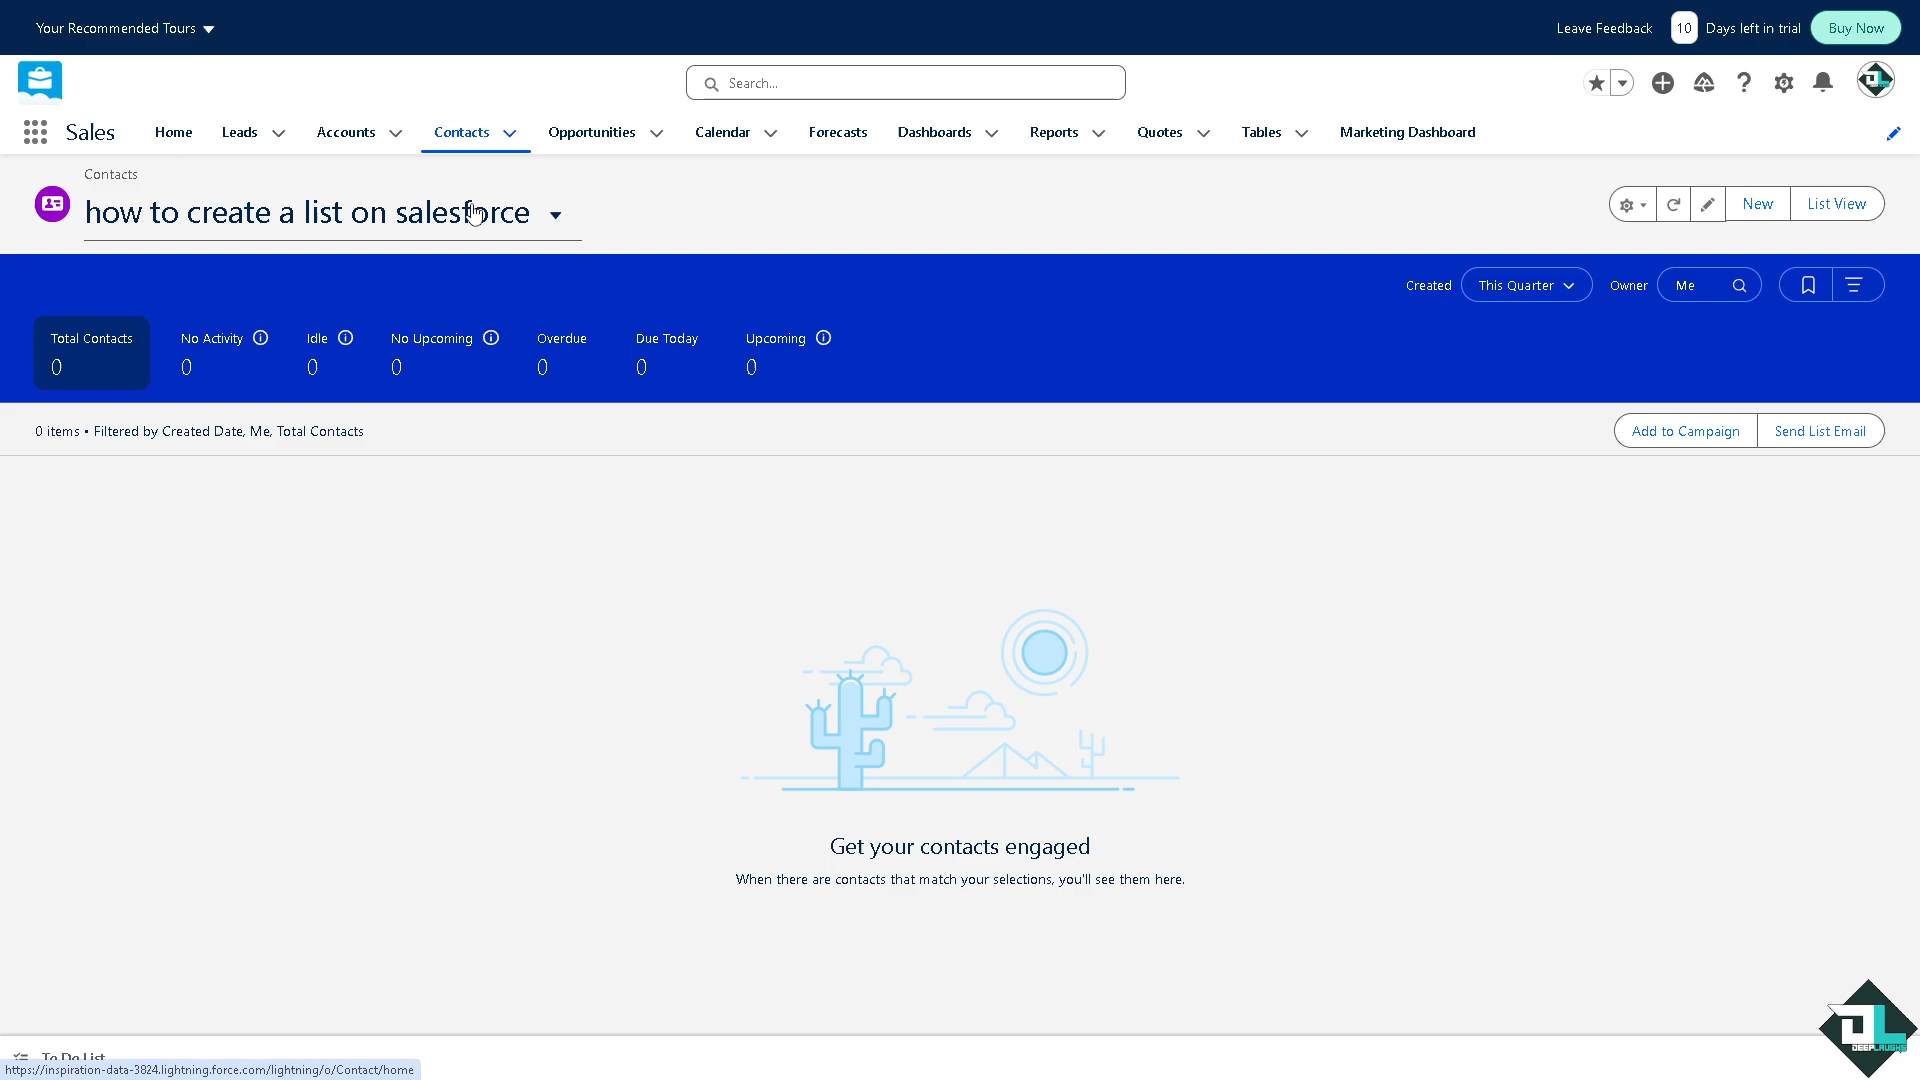 Your Recommended Tours
Leave Feedback 10 Days left in trial Buy Now
Search...
Sales Home Leads Accounts Contacts Opportunities Calendar Forecasts Dashboards Reports Quotes Tables Marketing Dashboard
Contacts
how to create a list on salesforce
New List View
Created This Quarter Owner Me
Total Contacts No Activity Idle No Upcoming Overdue Due Today Upcoming
0 0 0 0 0 0 0
0 items • Filtered by Created Date, Me, Total Contacts
Add to Campaign Send List Email
Get your contacts engaged
When there are contacts that match your selections, you'll see them here.
To Do List
https://inspiration-data-3824.lightning.force.com/lightning/o/Contact/home